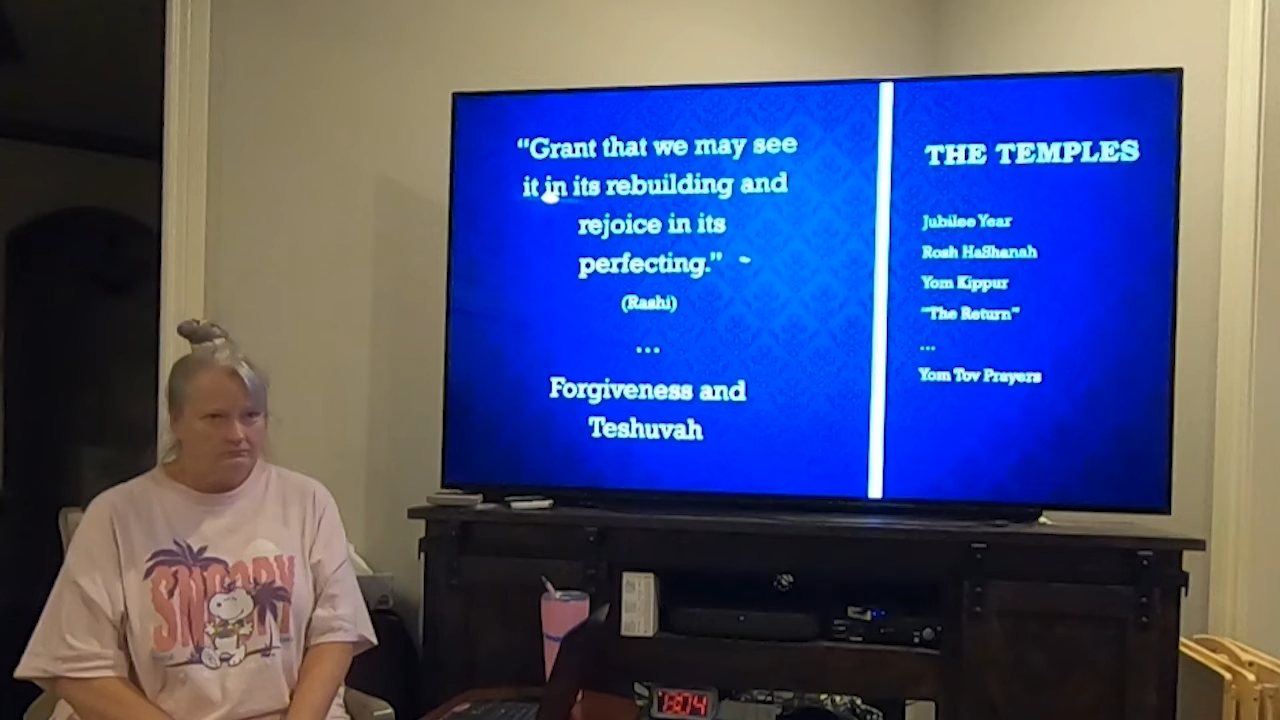 “Grant that we may see
it in its rebuilding and
rejoice in its
perfecting.” ~
(Rashi)
...
Forgiveness and
Teshuvah
THE TEMPLES
Jubilee Year
Rosh HaShanah
Yom Kippur
“The Return”
...
Yom Tov Prayers
SNOOPY